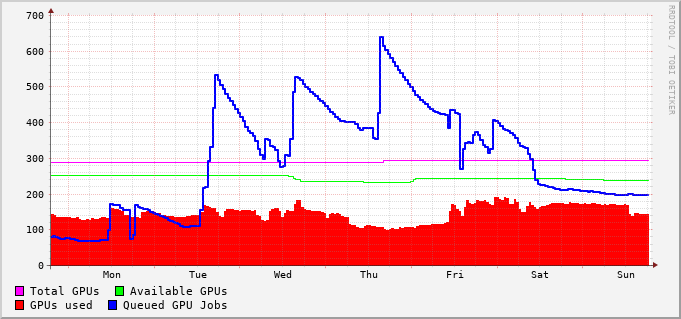 700
600
500
400
300
200
100
0
Mon Tue Wed Thu Fri Sat Sun
Total GPUs Available GPUs
GPUs used Queued GPU Jobs
RRDTOOL / TOBI OETIKER